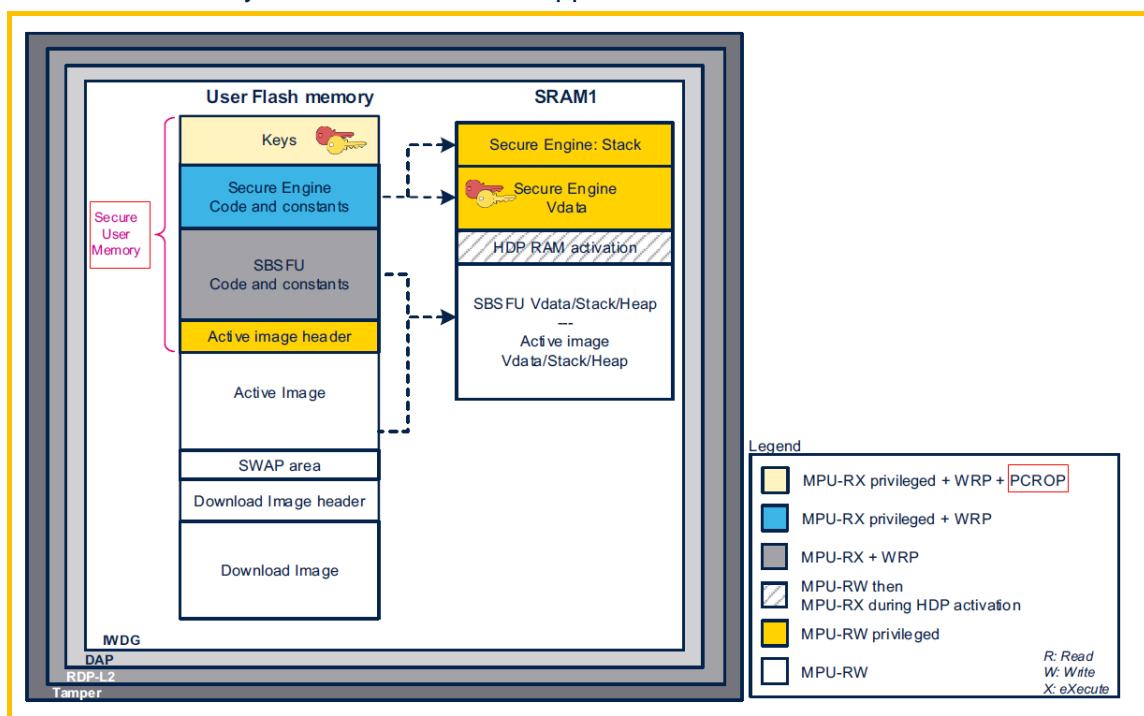 User Flash memory
SRAM1
Keys
Secure Engine
Code and constants
SBSFU
Code and constants
Active image header
Active Image
SWAP area
Download Image header
Download Image
Secure
User
Memory
Secure Engine: Stack
Secure Engine
Vdata
HDP RAM activation
SBSFU Vdata/Stack/Heap
---
Active image
Vdata/Stack/Heap
IWDG
DAP
RDP-L2
Tamper
Legend
MPU-RX privileged + WRP + PCROP
MPU-RX privileged + WRP
MPU-RX + WRP
MPU-RW then
MPU-RX during HDP activation
MPU-RW privileged
MPU-RW
R: Read
W: Write
X: eXecute